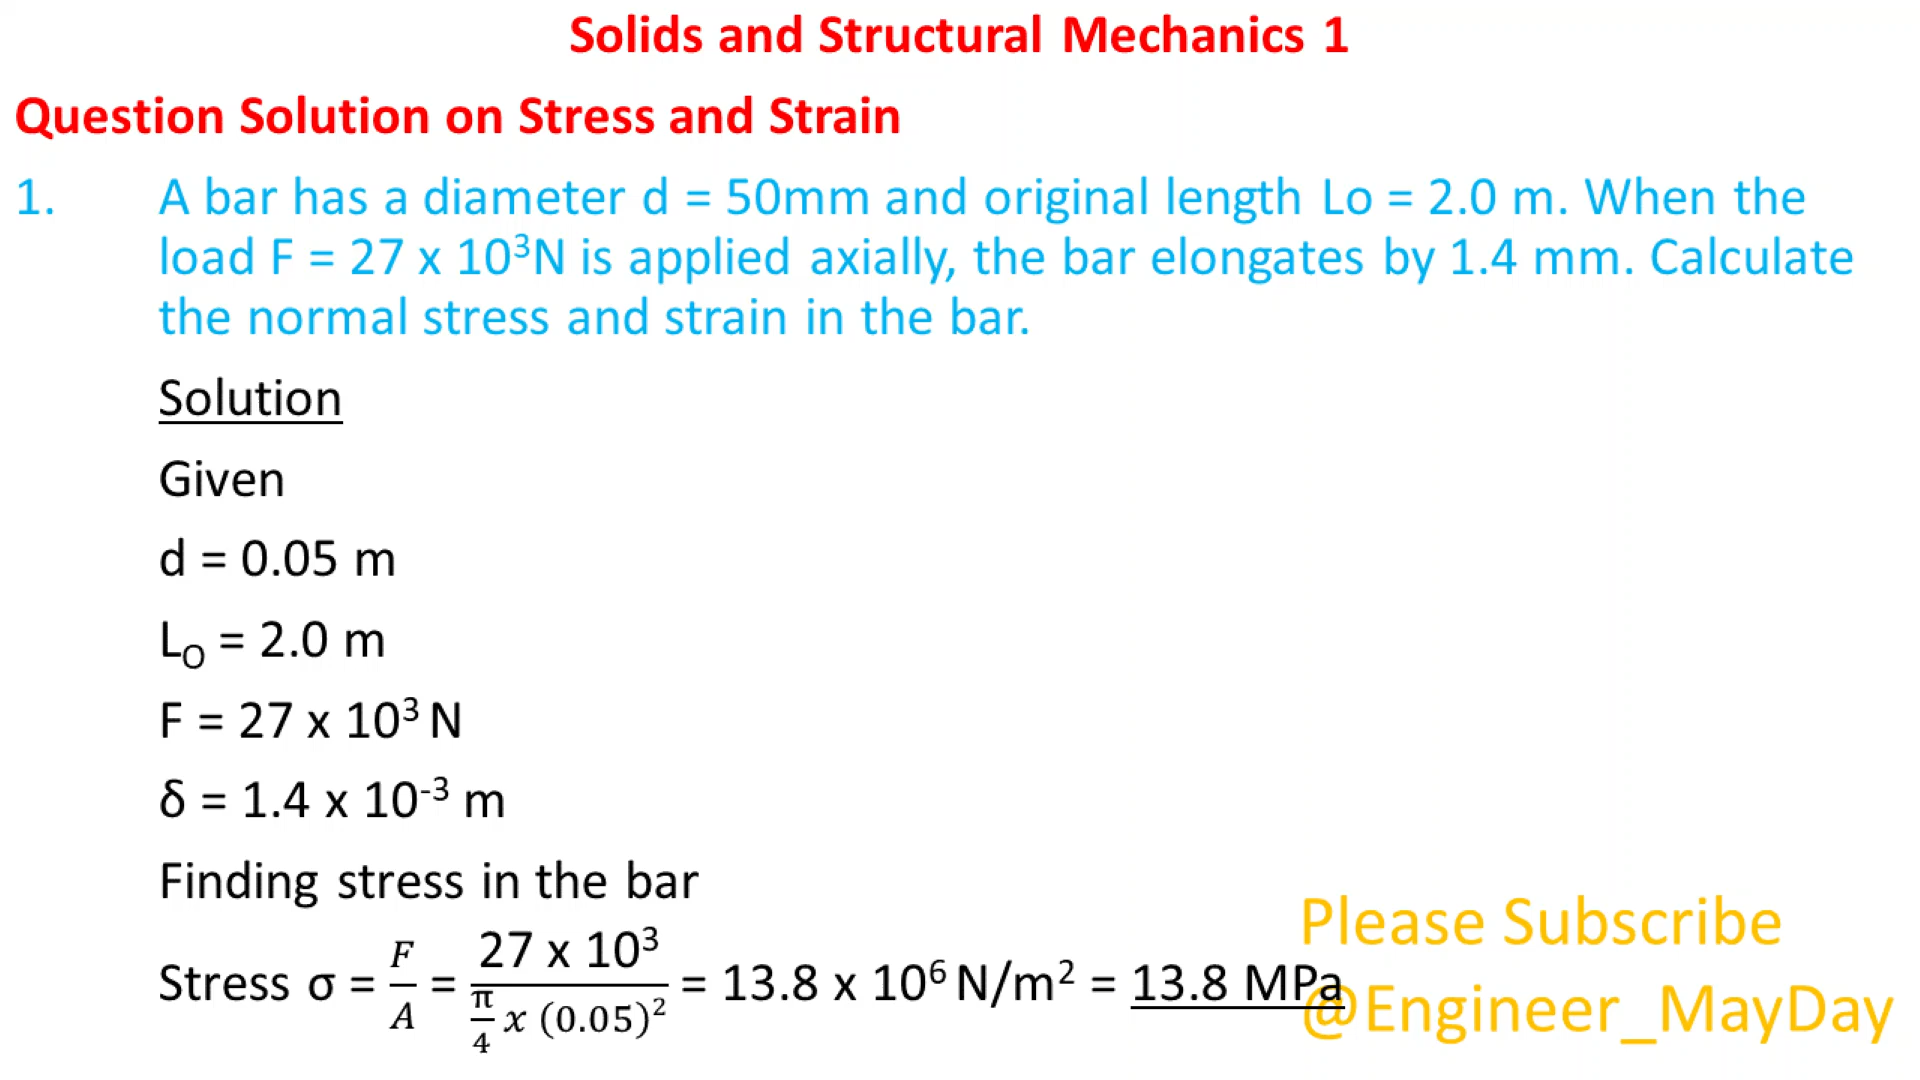 Solids and Structural Mechanics 1
Question Solution on Stress and Strain
1. A bar has a diameter d = 50mm and original length Lo = 2.0 m. When the
load F = 27 x 10³N is applied axially, the bar elongates by 1.4 mm. Calculate
the normal stress and strain in the bar.
Solution
Given
d = 0.05 m
L_O = 2.0 m
F = 27 x 10³ N
δ = 1.4 x 10⁻³ m
Finding stress in the bar
Stress σ = F/A = 27 x 10³ / (π/4 x (0.05)²) = 13.8 x 10⁶ N/m² = 13.8 MPa
Please Subscribe
@Engineer_MayDay